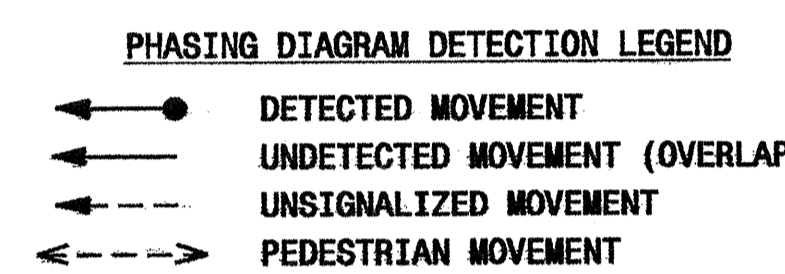 PHASING DIAGRAM DETECTION LEGEND
DETECTED MOVEMENT
UNDETECTED MOVEMENT (OVERLAP
UNSIGNALIZED MOVEMENT
PEDESTRIAN MOVEMENT